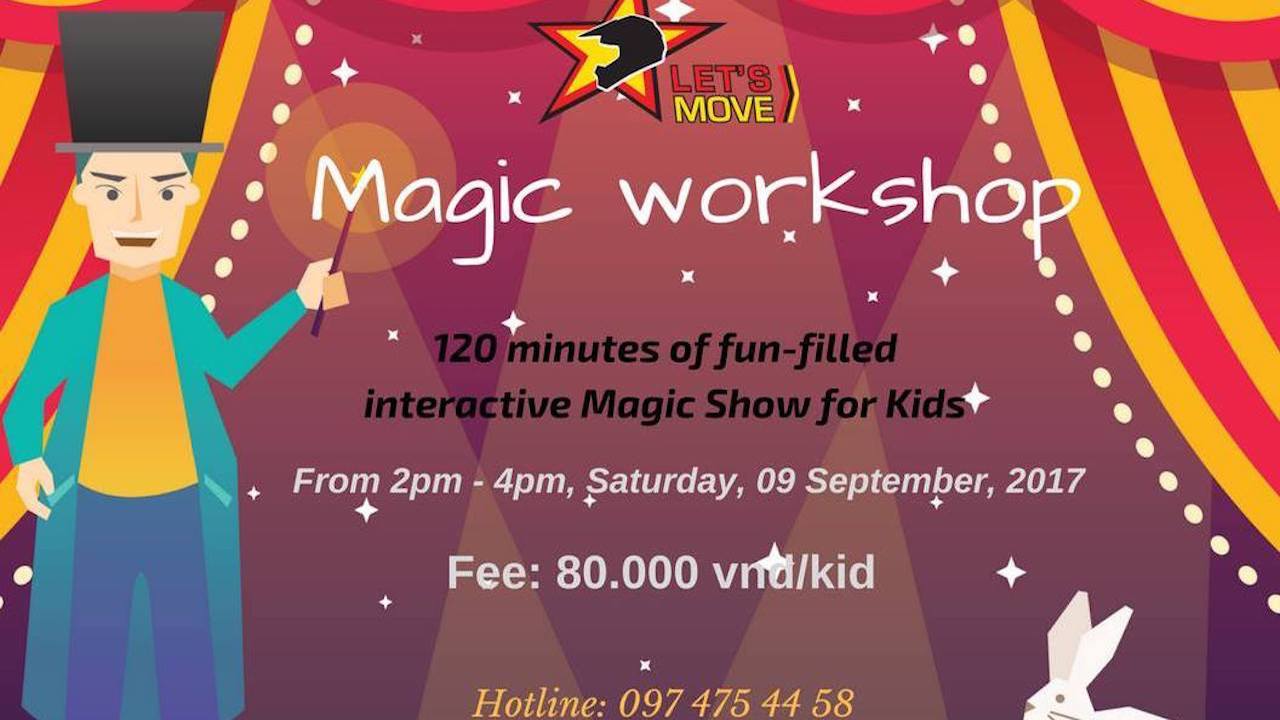 LET'S
MOVE
Magic workshop
120 minutes of fun-filled
interactive Magic Show for Kids
From 2pm - 4pm, Saturday, 09 September, 2017
Fee: 80.000 vnd/kid
Hotline: 097 475 44 58